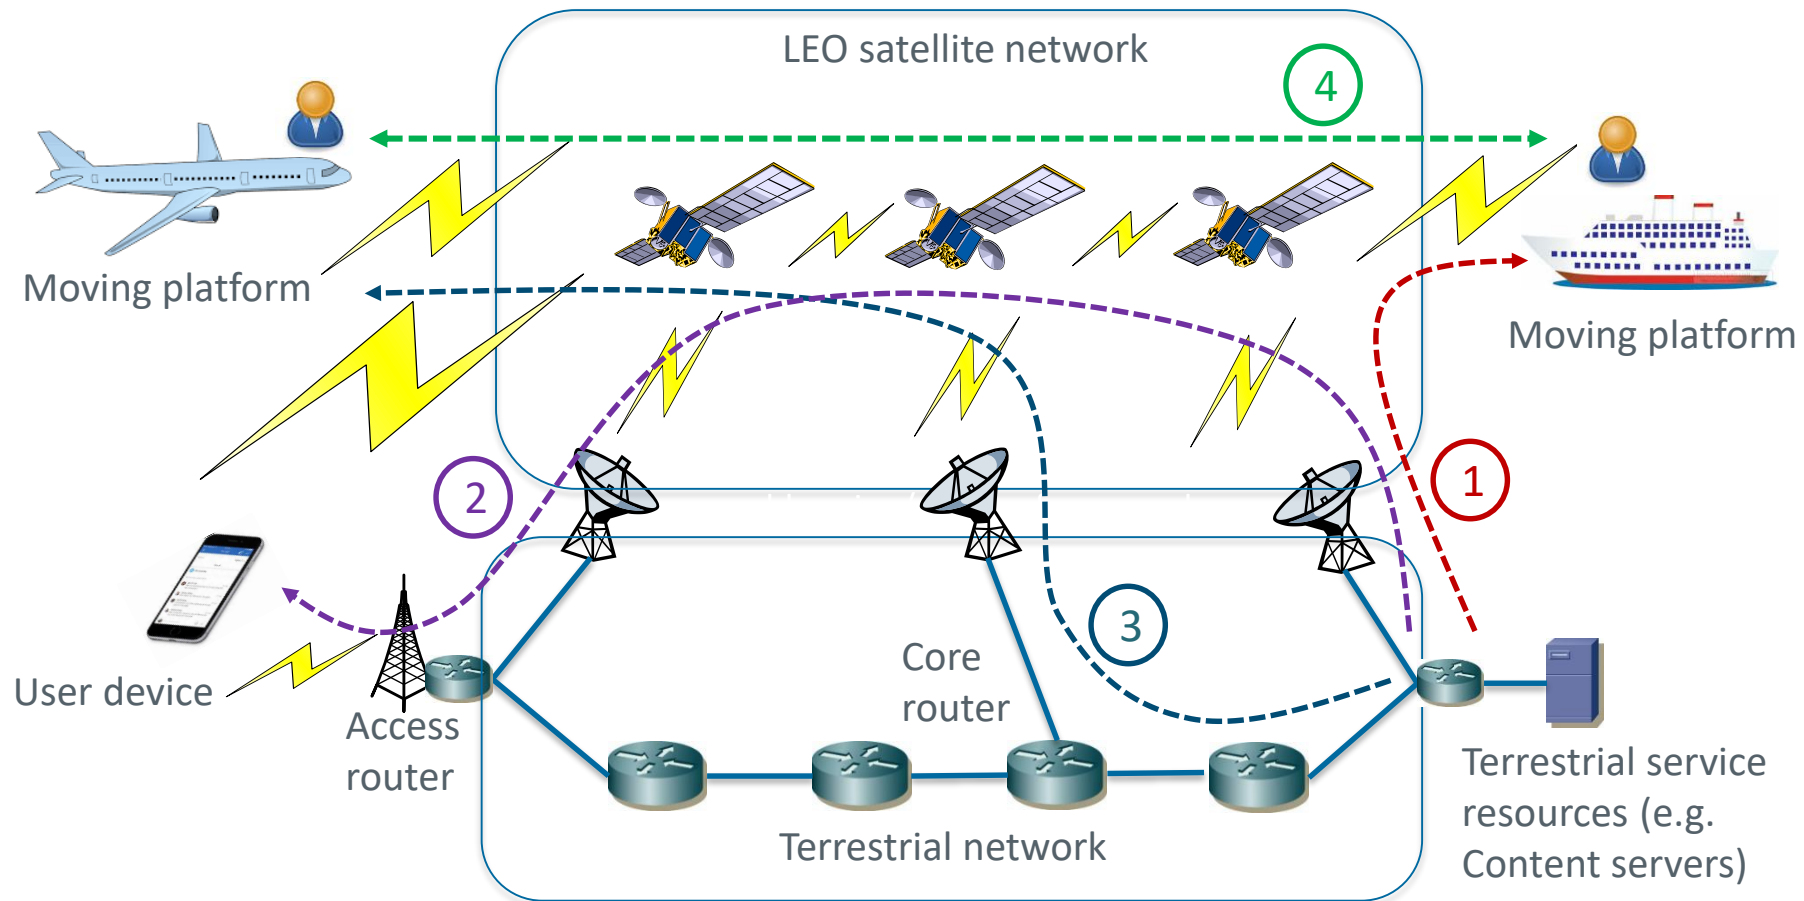 LEO satellite network
4
Moving platform
Moving platform
2
1
3
User device
Access
router
Core
router
Terrestrial network
Terrestrial service
resources (e.g.
Content servers)